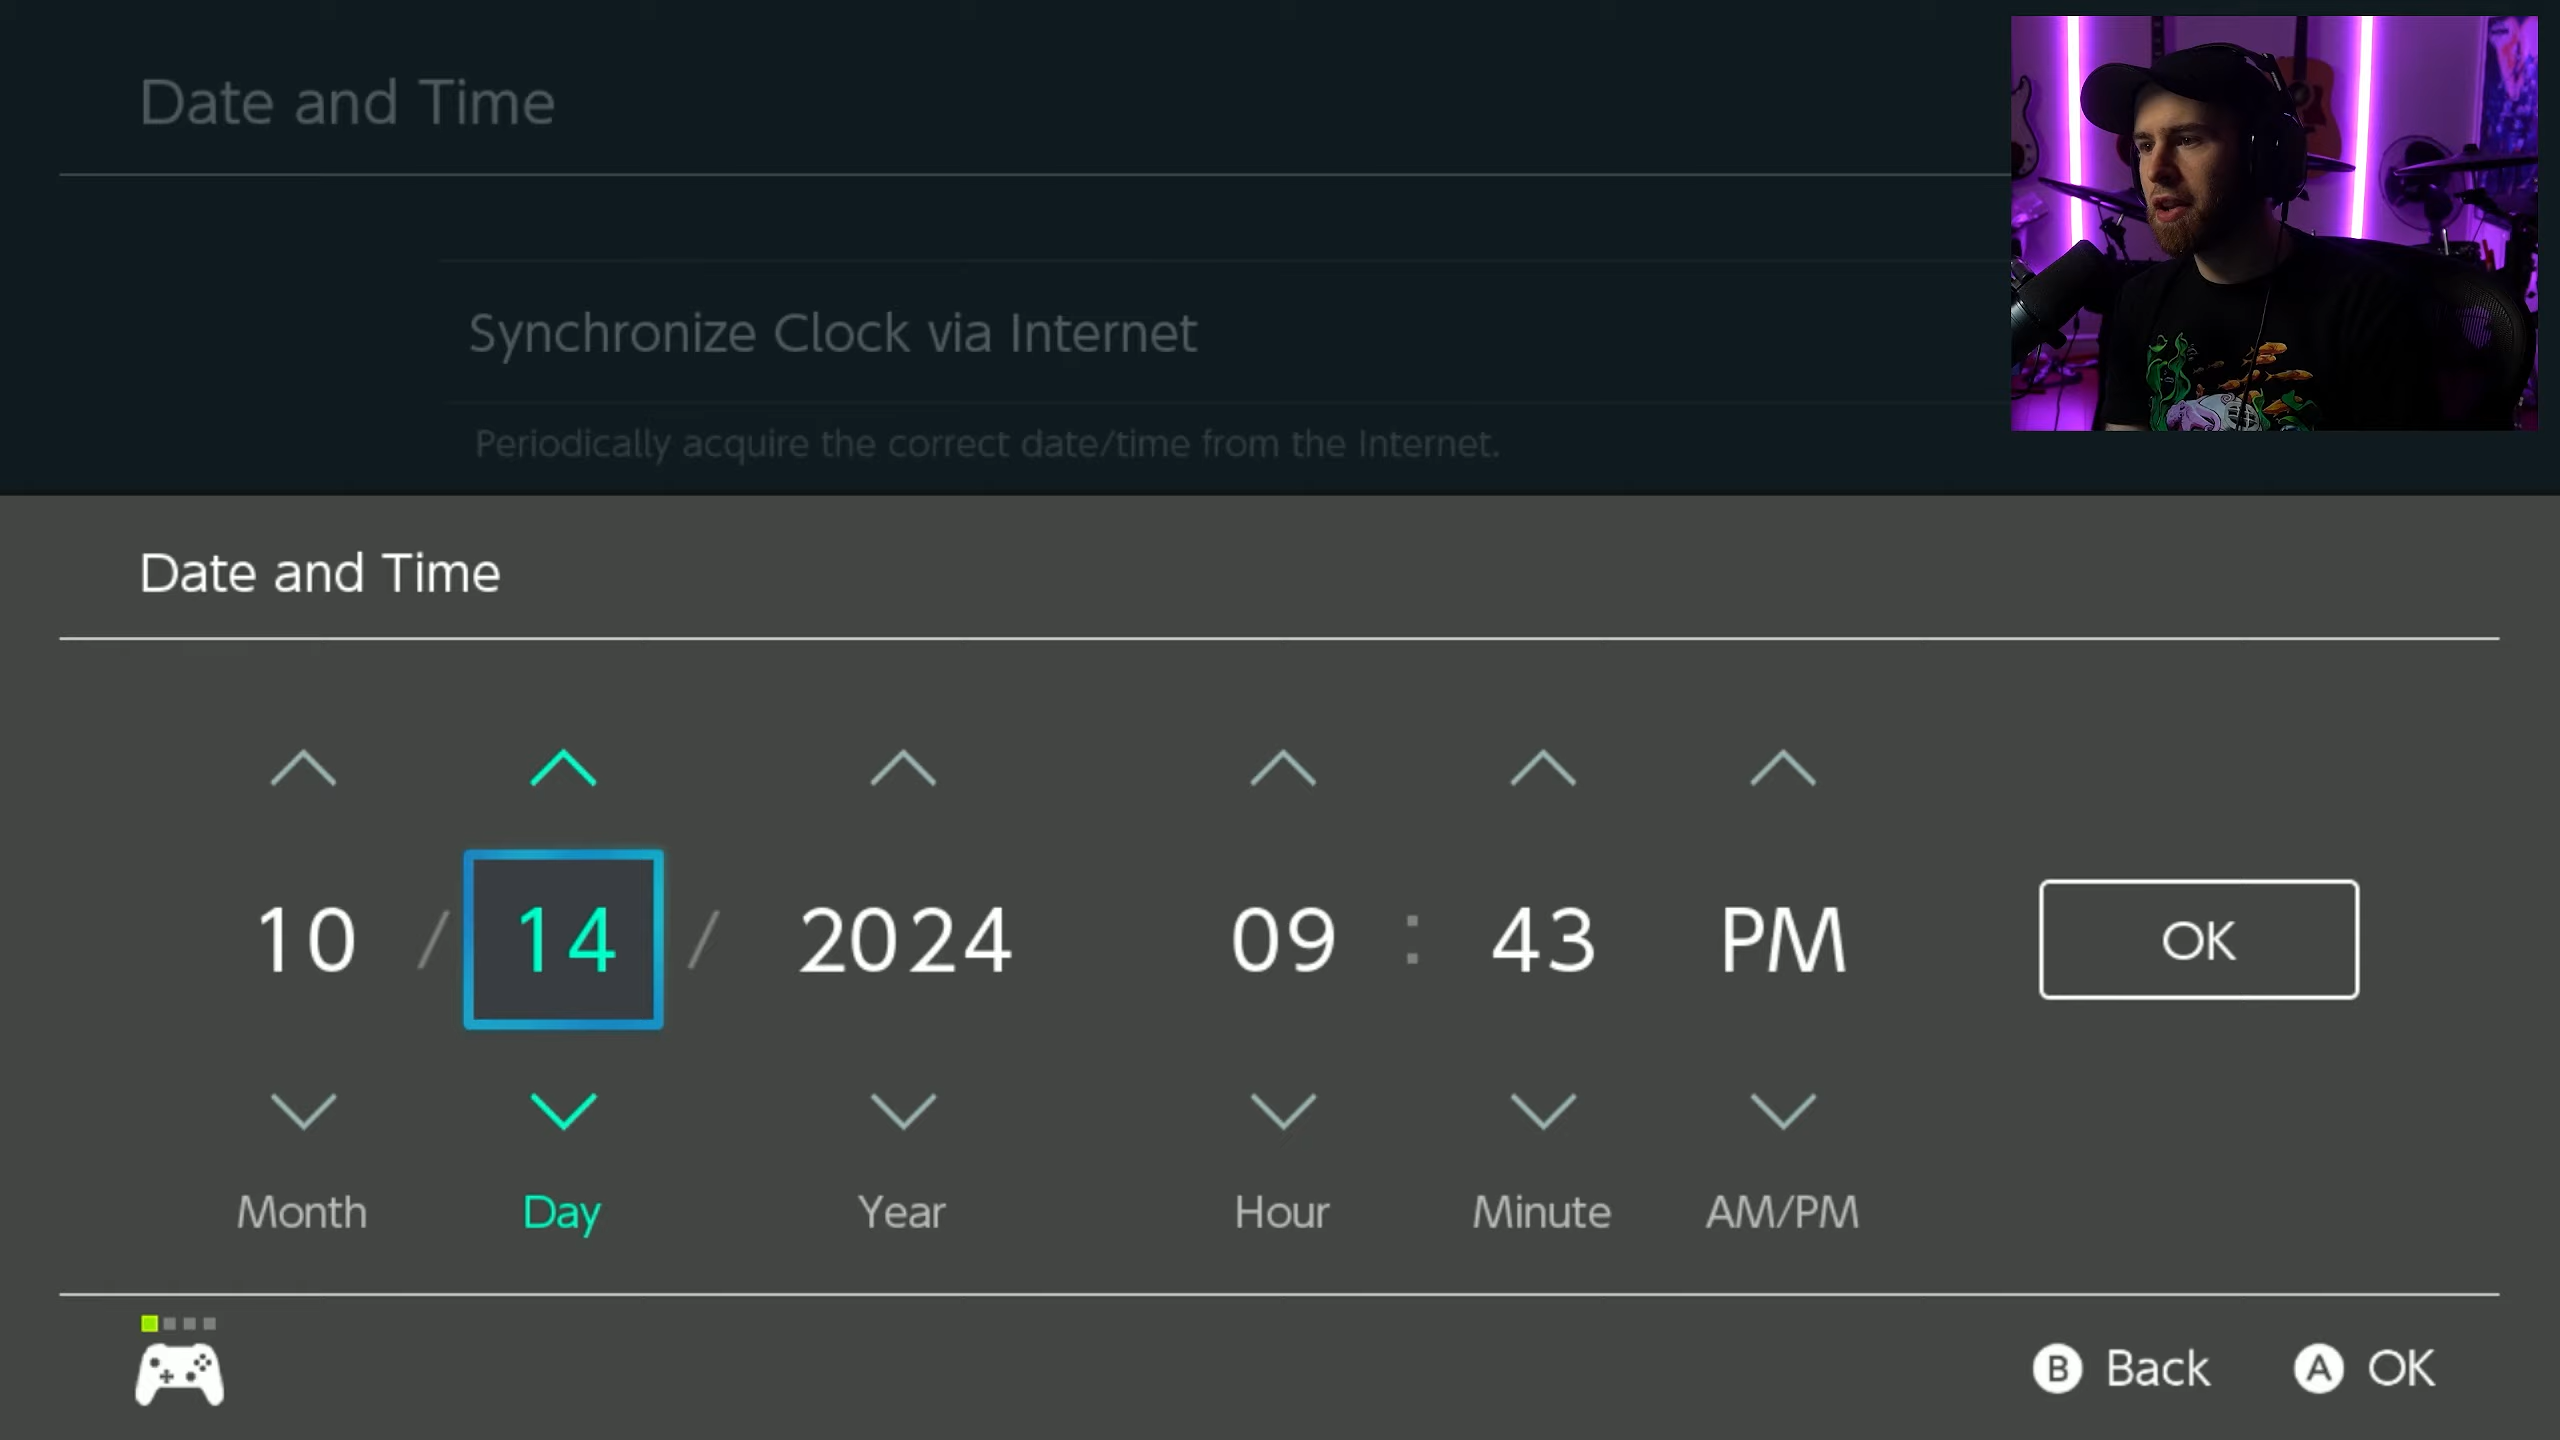 Date and Time
Synchronize Clock via Internet
Periodically acquire the correct date/time from the Internet.
Date and Time
10 / 14 / 2024 09 : 43 PM OK
Month Day Year Hour Minute AM/PM
B Back A OK